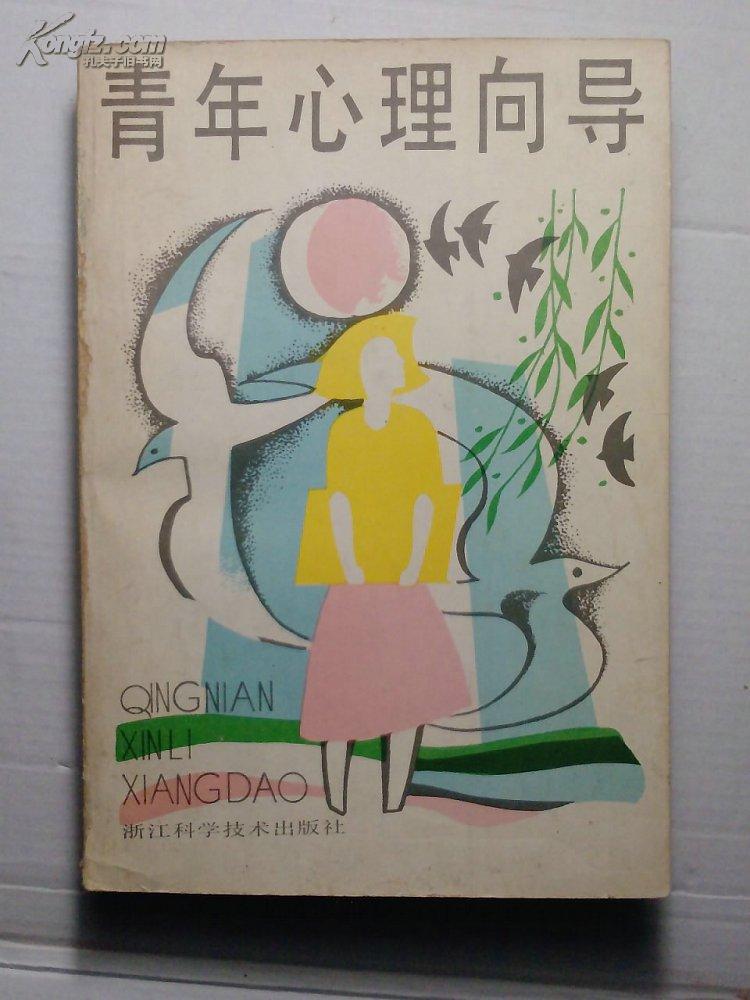 Kongfz.com
孔夫子旧书网
青年心理向导
QINGNIAN
XINLI
XIANGDAO
浙江科学技术出版社